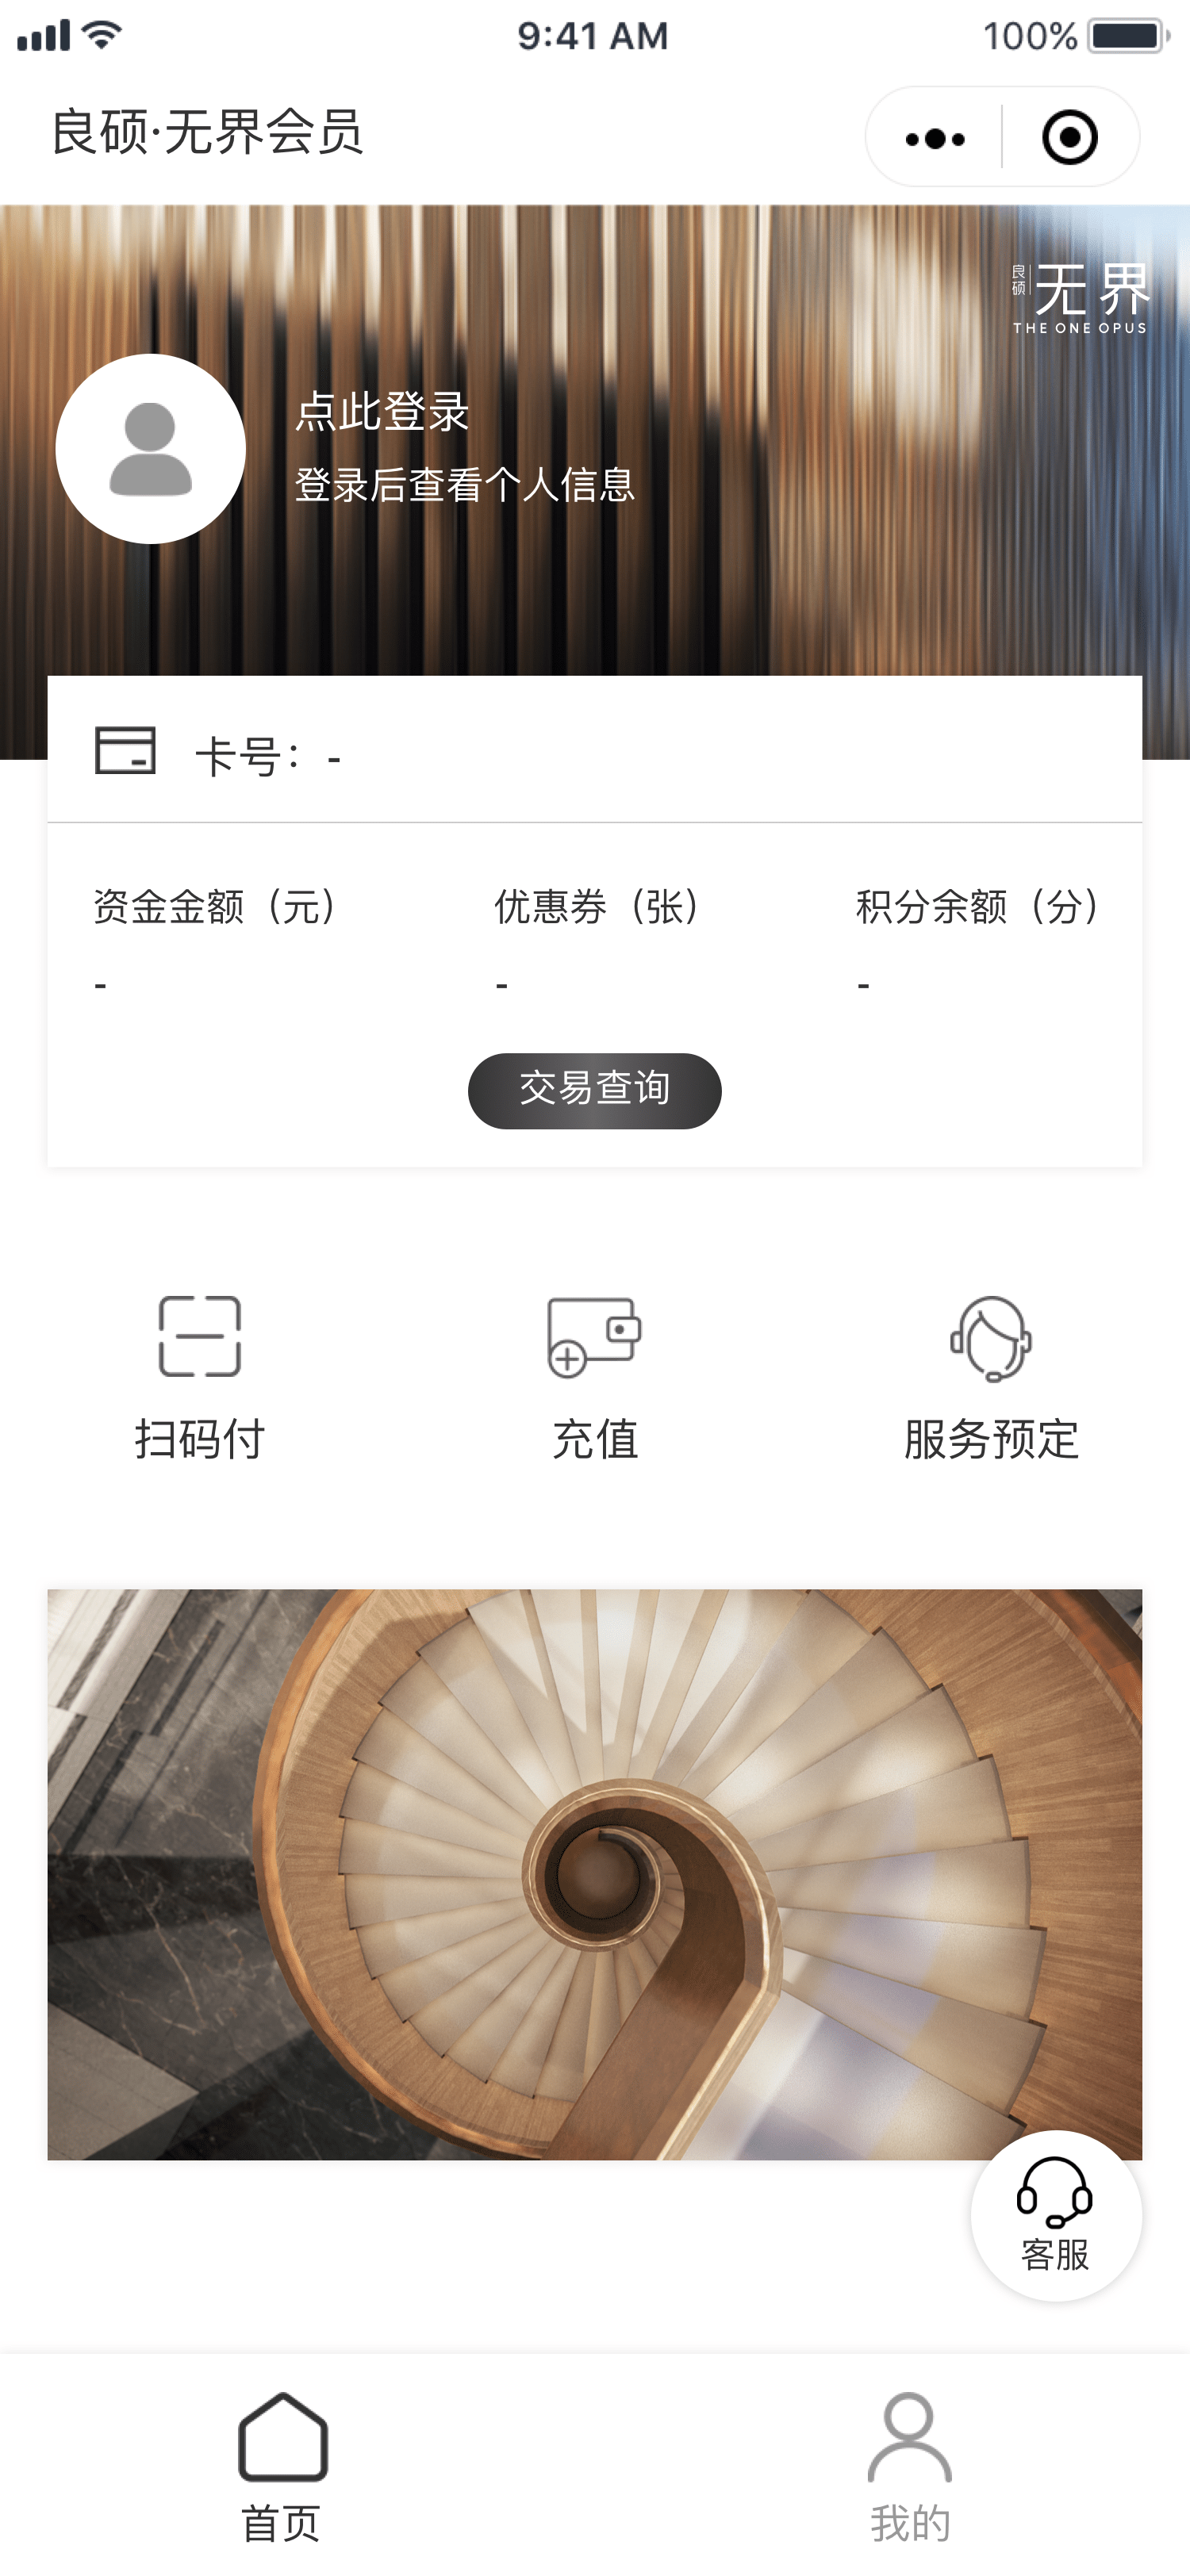 9:41 AM
100%
良硕·无界会员
良硕
无界
THE ONE OPUS
点此登录
登录后查看个人信息
卡号：-
资金金额（元） 优惠券（张） 积分余额（分）
- - -
交易查询
扫码付 充值 服务预定
客服
首页 我的